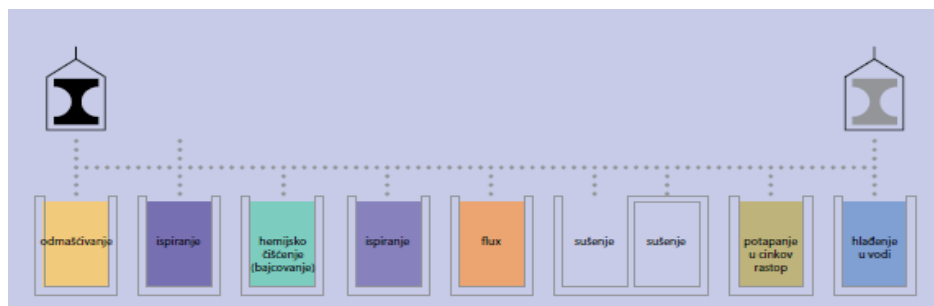 odmašćivanje
ispiranje
hemijsko
čišćenje
(bajcovanje)
ispiranje
flux
sušenje
sušenje
potapanje
u cinkov
rastop
hlađenje
u vodi